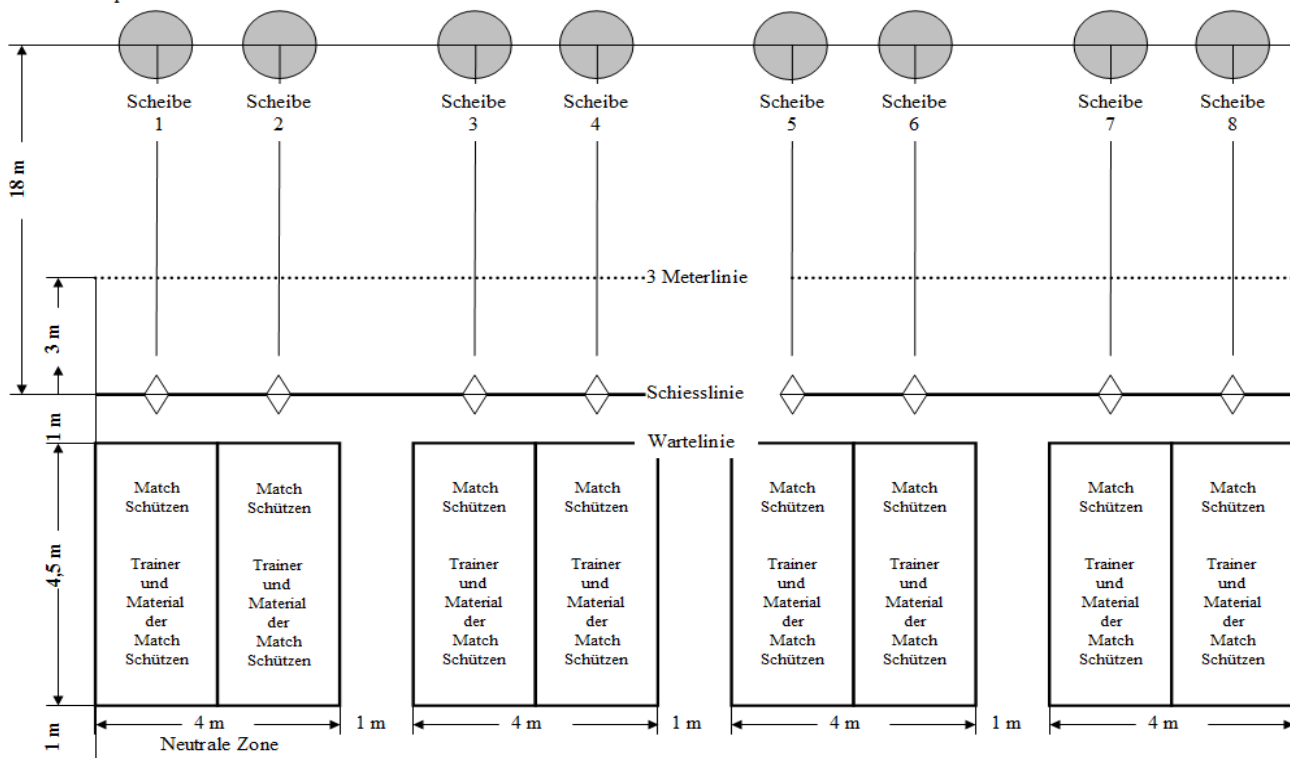 Scheibe
1
Scheibe
2
Scheibe
3
Scheibe
4
Scheibe
5
Scheibe
6
Scheibe
7
Scheibe
8
18 m
3 Meterlinie
3 m
Schiesslinie
1 m
Wartelinie
Match
Schützen
Trainer
und
Material
der
Match
Schützen
Match
Schützen
Trainer
und
Material
der
Match
Schützen
Match
Schützen
Trainer
und
Material
der
Match
Schützen
Match
Schützen
Trainer
und
Material
der
Match
Schützen
Match
Schützen
Trainer
und
Material
der
Match
Schützen
Match
Schützen
Trainer
und
Material
der
Match
Schützen
Match
Schützen
Trainer
und
Material
der
Match
Schützen
Match
Schützen
Trainer
und
Material
der
Match
Schützen
4,5 m
4 m
1 m
4 m
1 m
4 m
1 m
4 m
1 m
Neutrale Zone